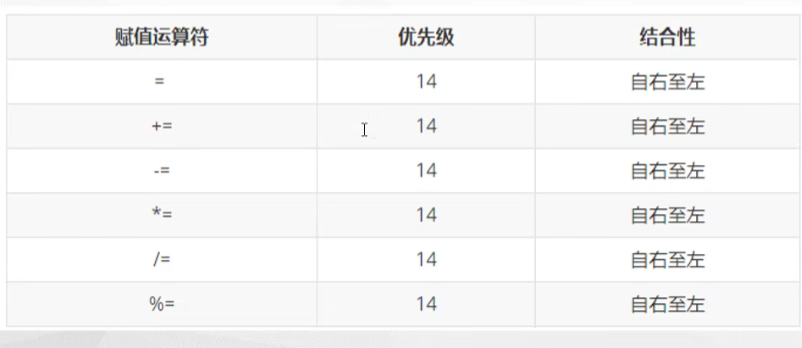 赋值运算符 优先级 结合性
= 14 自右至左
+= 14 自右至左
-= 14 自右至左
*= 14 自右至左
/= 14 自右至左
%= 14 自右至左